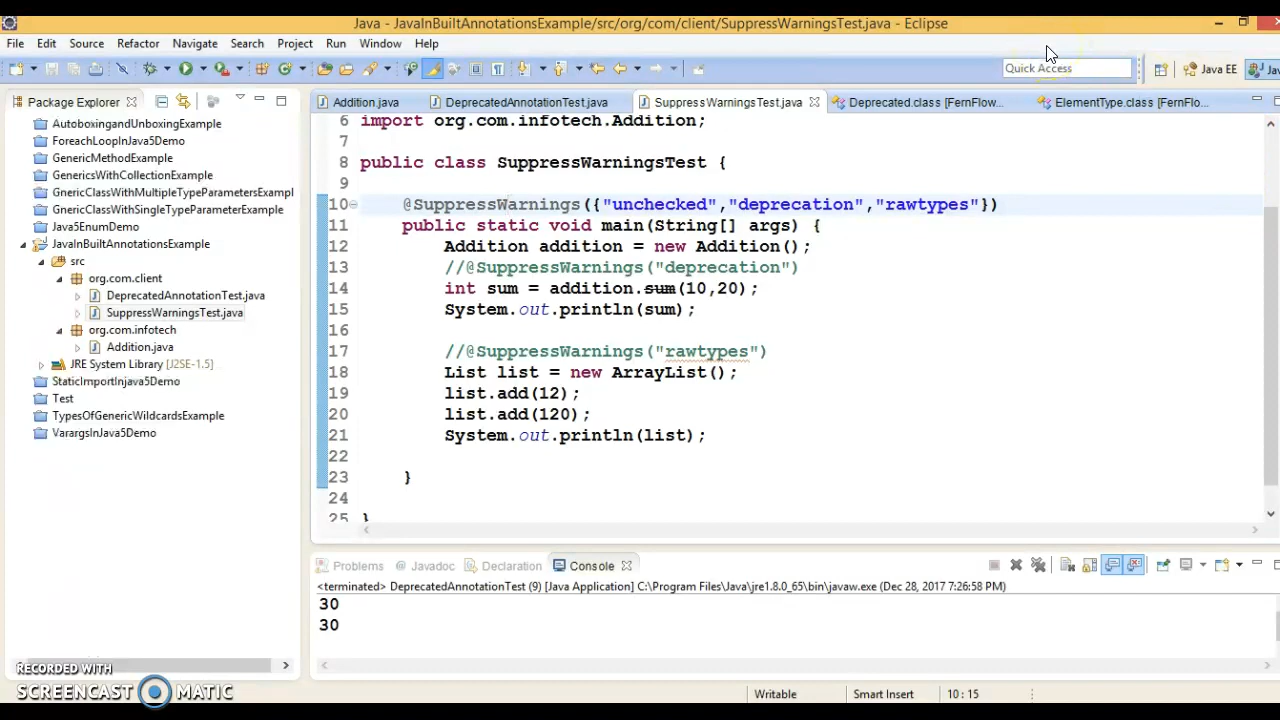 Java - JavaInBuiltAnnotationsExample/src/org/com/client/SuppressWarningsTest.java - Eclipse
File Edit Source Refactor Navigate Search Project Run Window Help
Quick Access
Java EE
Package Explorer
Addition.java
DeprecatedAnnotationTest.java
SuppressWarningsTest.java
Deprecated.class [FernFlow...
ElementType.class [FernFlo...
AutoboxingandUnboxingExample
ForeachLoopInJava5Demo
GenericMethodExample
GenericsWithCollectionExample
GnericClassWithMultipleTypeParametersExampl
GnericClassWithSingleTypeParameterExample
Java5EnumDemo
JavaInBuiltAnnotationsExample
src
org.com.client
DeprecatedAnnotationTest.java
SuppressWarningsTest.java
org.com.infotech
Addition.java
JRE System Library [J2SE-1.5]
StaticImportInjava5Demo
Test
TypesOfGenericWildcardsExample
VarargsInJava5Demo
6 import org.com.infotech.Addition;
7
8 public class SuppressWarningsTest {
9
10 @SuppressWarnings({"unchecked","deprecation","rawtypes"})
11 public static void main(String[] args) {
12 Addition addition = new Addition();
13 //@SuppressWarnings("deprecation")
14 int sum = addition.sum(10,20);
15 System.out.println(sum);
16
17 //@SuppressWarnings("rawtypes")
18 List list = new ArrayList();
19 list.add(12);
20 list.add(120);
21 System.out.println(list);
22
23 }
24
25 }
Problems Javadoc Declaration Console
<terminated> DeprecatedAnnotationTest (9) [Java Application] C:\Program Files\Java\jre1.8.0_65\bin\javaw.exe (Dec 28, 2017 7:26:58 PM)
30
30
RECORDED WITH
SCREENCAST MATIC
Writable Smart Insert 10 : 15